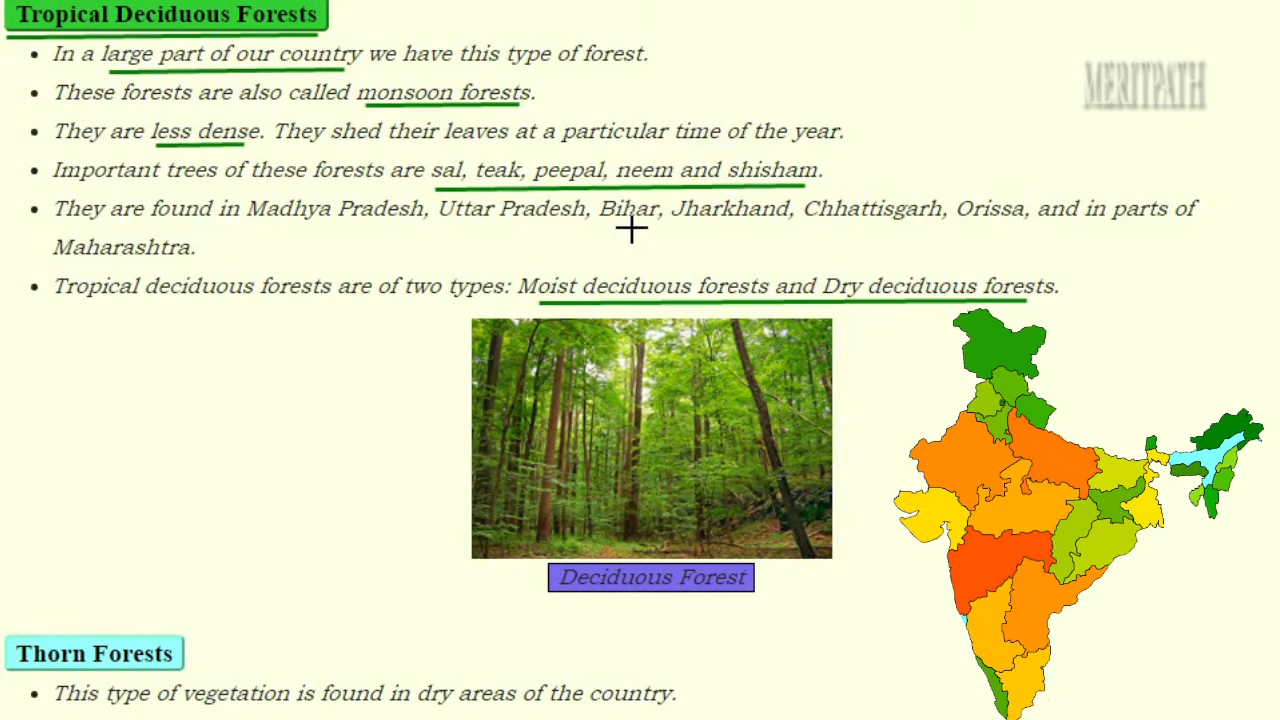 Tropical Deciduous Forests
In a large part of our country we have this type of forest.
MERITPATH
These forests are also called monsoon forests.
They are less dense. They shed their leaves at a particular time of the year.
Important trees of these forests are sal, teak, peepal, neem and shisham.
They are found in Madhya Pradesh, Uttar Pradesh, Bihar, Jharkhand, Chhattisgarh, Orissa, and in parts of
Maharashtra.
Tropical deciduous forests are of two types: Moist deciduous forests and Dry deciduous forests.
Deciduous Forest
Thorn Forests
This type of vegetation is found in dry areas of the country.